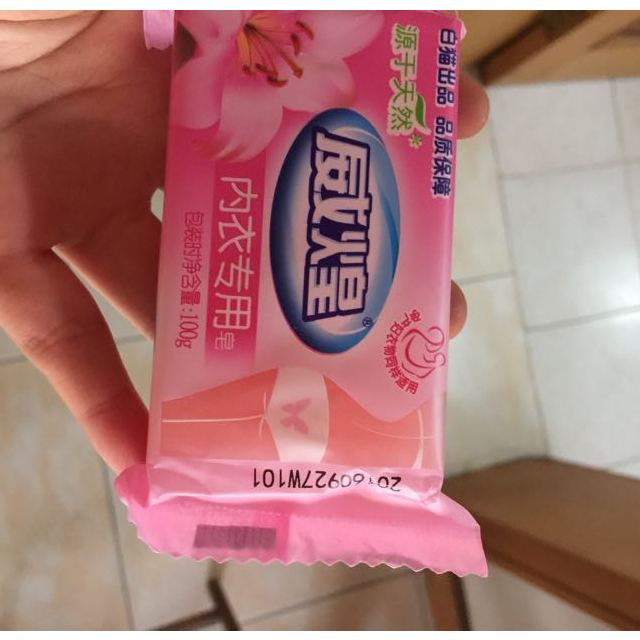 白猫出品 品质保障
源于天然*
威煌®
内衣专用皂
包装时净含量:100g
20160927W101